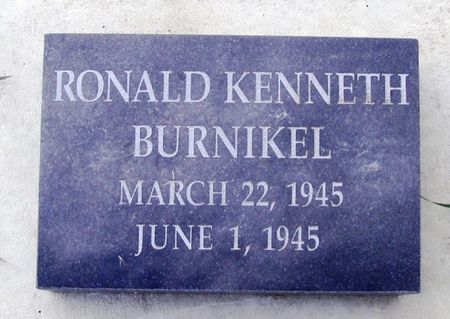 RONALD KENNETH
BURNIKEL
MARCH 22, 1945
JUNE 1, 1945